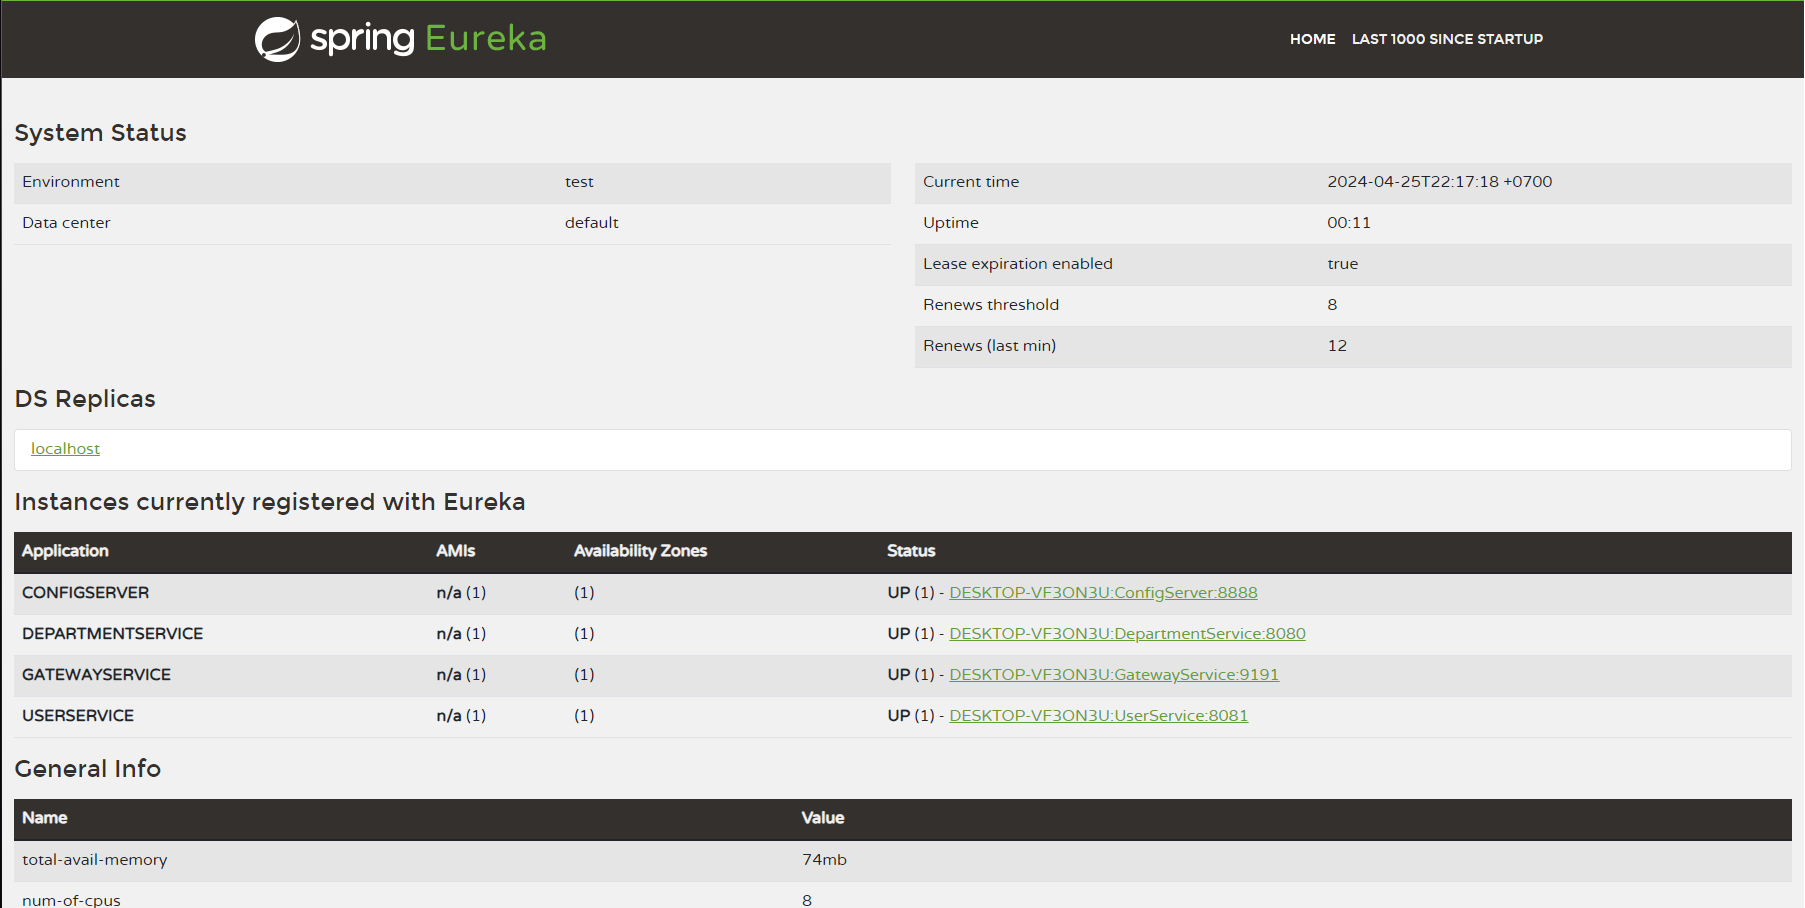 spring Eureka
HOME LAST 1000 SINCE STARTUP
System Status
Environment test
Data center default
Current time 2024-04-25T22:17:18 +0700
Uptime 00:11
Lease expiration enabled true
Renews threshold 8
Renews (last min) 12
DS Replicas
localhost
Instances currently registered with Eureka
Application AMIs Availability Zones Status
CONFIGSERVER n/a (1) (1) UP (1) - DESKTOP-VF3ON3U:ConfigServer:8888
DEPARTMENTSERVICE n/a (1) (1) UP (1) - DESKTOP-VF3ON3U:DepartmentService:8080
GATEWAYSERVICE n/a (1) (1) UP (1) - DESKTOP-VF3ON3U:GatewayService:9191
USERSERVICE n/a (1) (1) UP (1) - DESKTOP-VF3ON3U:UserService:8081
General Info
Name Value
total-avail-memory 74mb
num-of-cpus 8